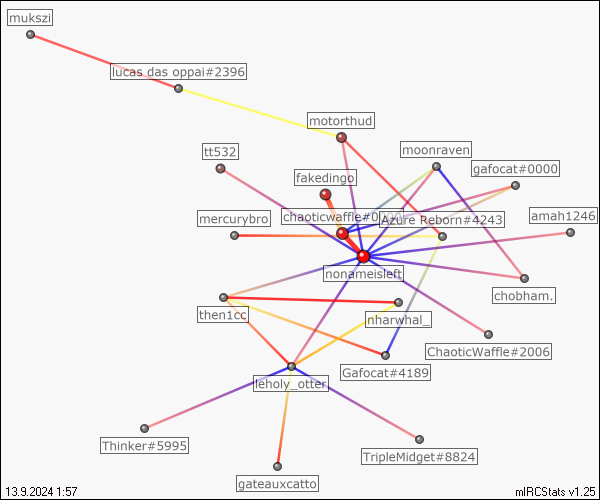 mukszi
lucas das oppai#2396
motorthud
moonraven
tt532
gafocat#0000
fakedingo
mercurybro
chaoticwaffle#0
Azure Reborn#4243
amah1246
nonameisleft
chobham.
then1cc
nharwhal_
ChaoticWaffle#2006
Gafocat#4189
leholy_otter
Thinker#5995
TripleMidget#8824
gateauxcatto
13.9.2024 1:57
mIRCStats v1.25